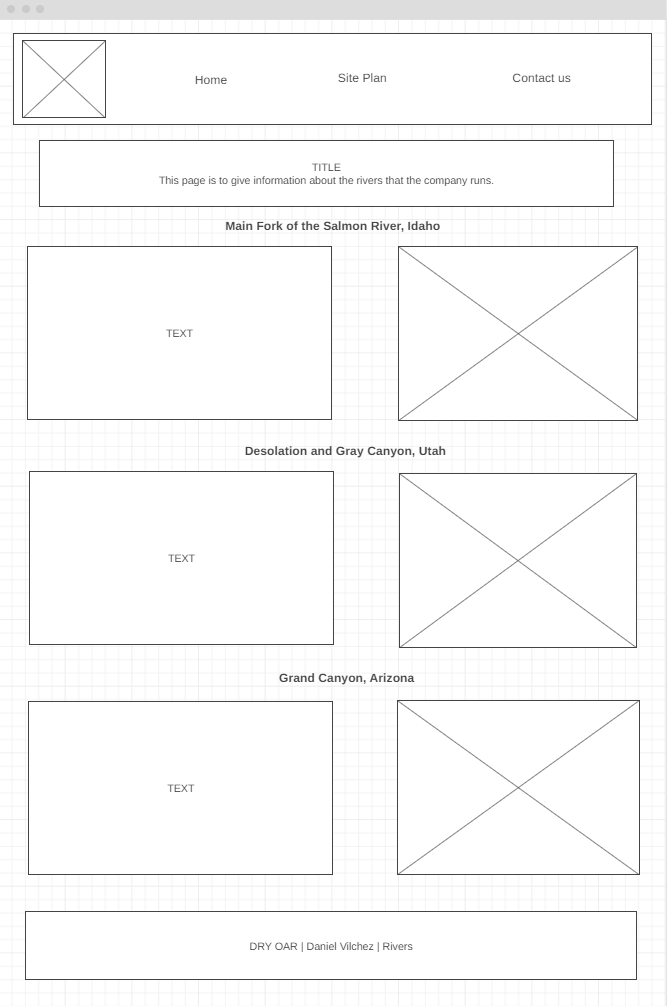 Home
Site Plan
Contact us
TITLE
This page is to give information about the rivers that the company runs.
Main Fork of the Salmon River, Idaho
TEXT
Desolation and Gray Canyon, Utah
TEXT
Grand Canyon, Arizona
TEXT
DRY OAR | Daniel Vilchez | Rivers